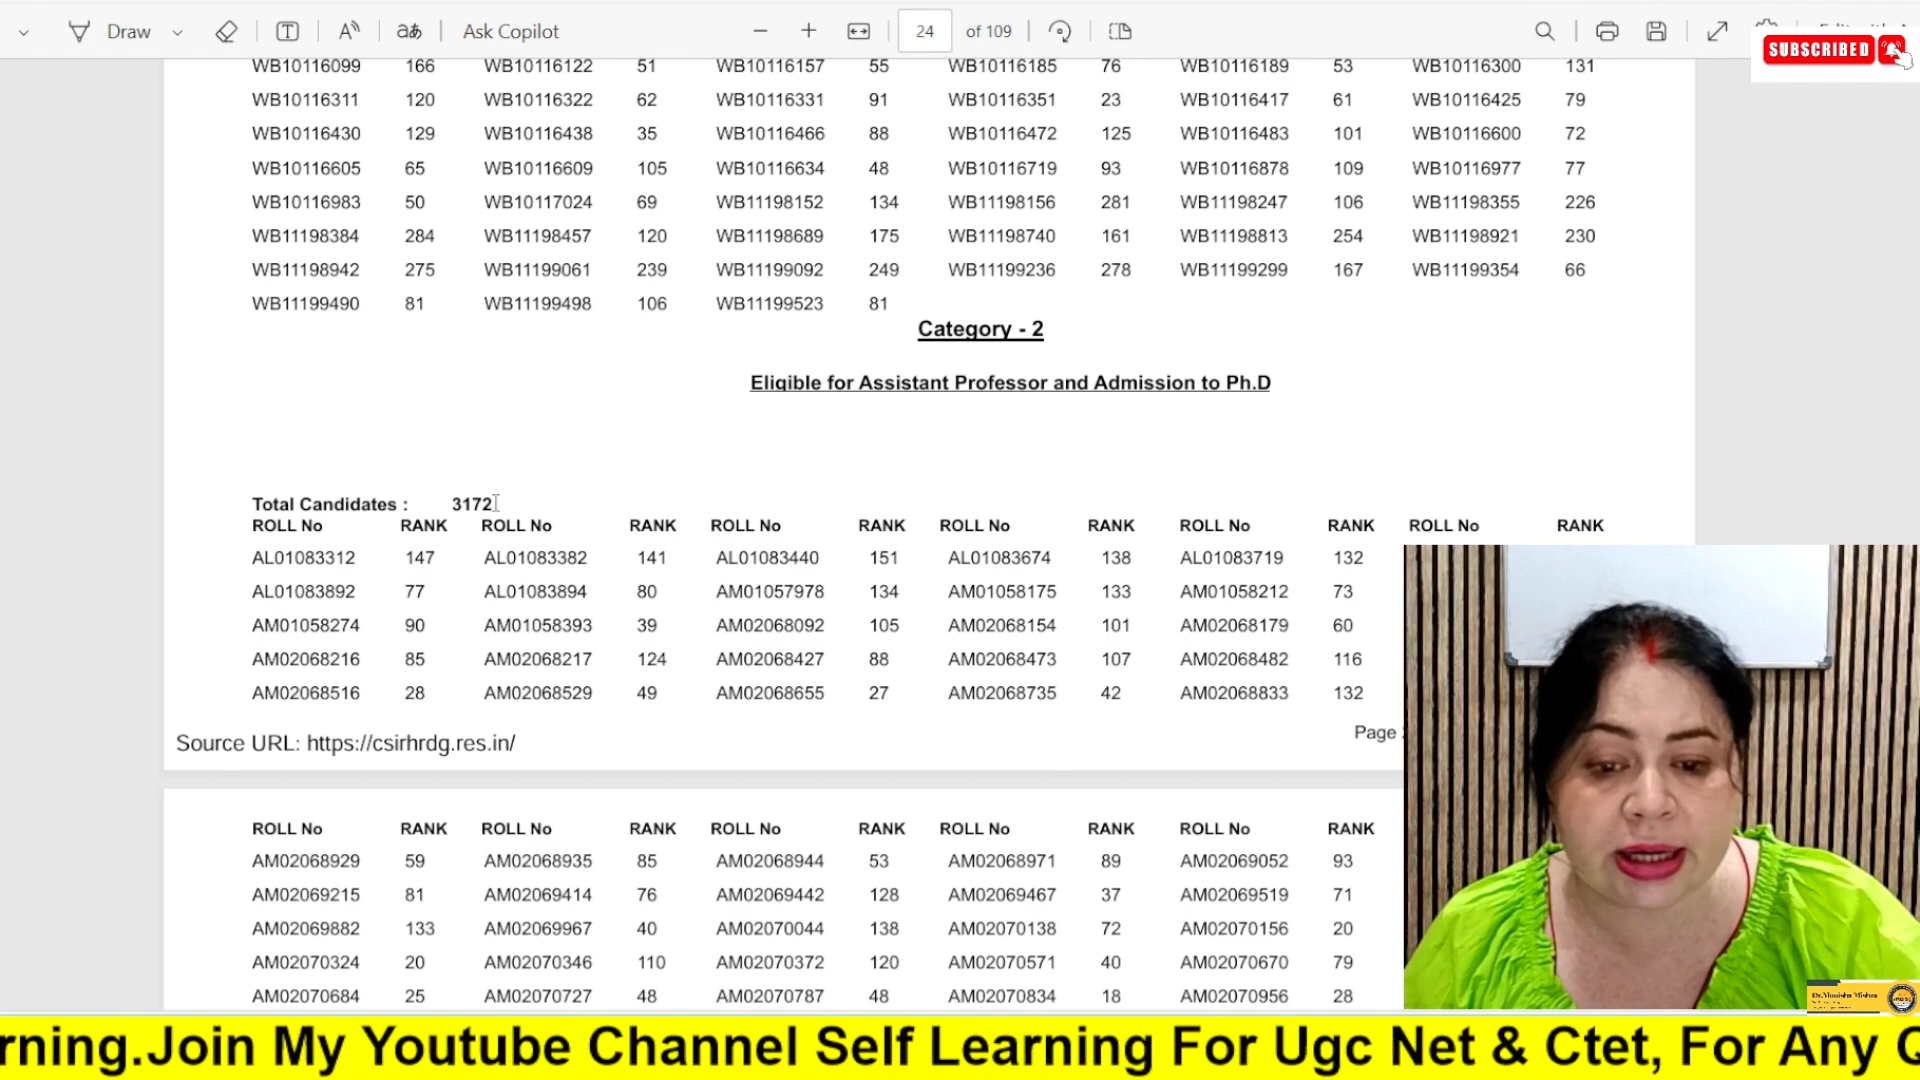 Draw Ask Copilot 24 of 109
SUBSCRIBED
WB10116099 166 WB10116122 51 WB10116157 55 WB10116185 76 WB10116189 53 WB10116300 131
WB10116311 120 WB10116322 62 WB10116331 91 WB10116351 23 WB10116417 61 WB10116425 79
WB10116430 129 WB10116438 35 WB10116466 88 WB10116472 125 WB10116483 101 WB10116600 72
WB10116605 65 WB10116609 105 WB10116634 48 WB10116719 93 WB10116878 109 WB10116977 77
WB10116983 50 WB10117024 69 WB11198152 134 WB11198156 281 WB11198247 106 WB11198355 226
WB11198384 284 WB11198457 120 WB11198689 175 WB11198740 161 WB11198813 254 WB11198921 230
WB11198942 275 WB11199061 239 WB11199092 249 WB11199236 278 WB11199299 167 WB11199354 66
WB11199490 81 WB11199498 106 WB11199523 81
Category - 2
Eligible for Assistant Professor and Admission to Ph.D
Total Candidates : 3172
ROLL No RANK ROLL No RANK ROLL No RANK ROLL No RANK ROLL No RANK ROLL No RANK
AL01083312 147 AL01083382 141 AL01083440 151 AL01083674 138 AL01083719 132
AL01083892 77 AL01083894 80 AM01057978 134 AM01058175 133 AM01058212 73
AM01058274 90 AM01058393 39 AM02068092 105 AM02068154 101 AM02068179 60
AM02068216 85 AM02068217 124 AM02068427 88 AM02068473 107 AM02068482 116
AM02068516 28 AM02068529 49 AM02068655 27 AM02068735 42 AM02068833 132
Source URL: https://csirhrdg.res.in/
Page
ROLL No RANK ROLL No RANK ROLL No RANK ROLL No RANK ROLL No RANK
AM02068929 59 AM02068935 85 AM02068944 53 AM02068971 89 AM02069052 93
AM02069215 81 AM02069414 76 AM02069442 128 AM02069467 37 AM02069519 71
AM02069882 133 AM02069967 40 AM02070044 138 AM02070138 72 AM02070156 20
AM02070324 20 AM02070346 110 AM02070372 120 AM02070571 40 AM02070670 79
AM02070684 25 AM02070727 48 AM02070787 48 AM02070834 18 AM02070956 28
Dr.Manisha Mishra
rning.Join My Youtube Channel Self Learning For Ugc Net & Ctet, For Any